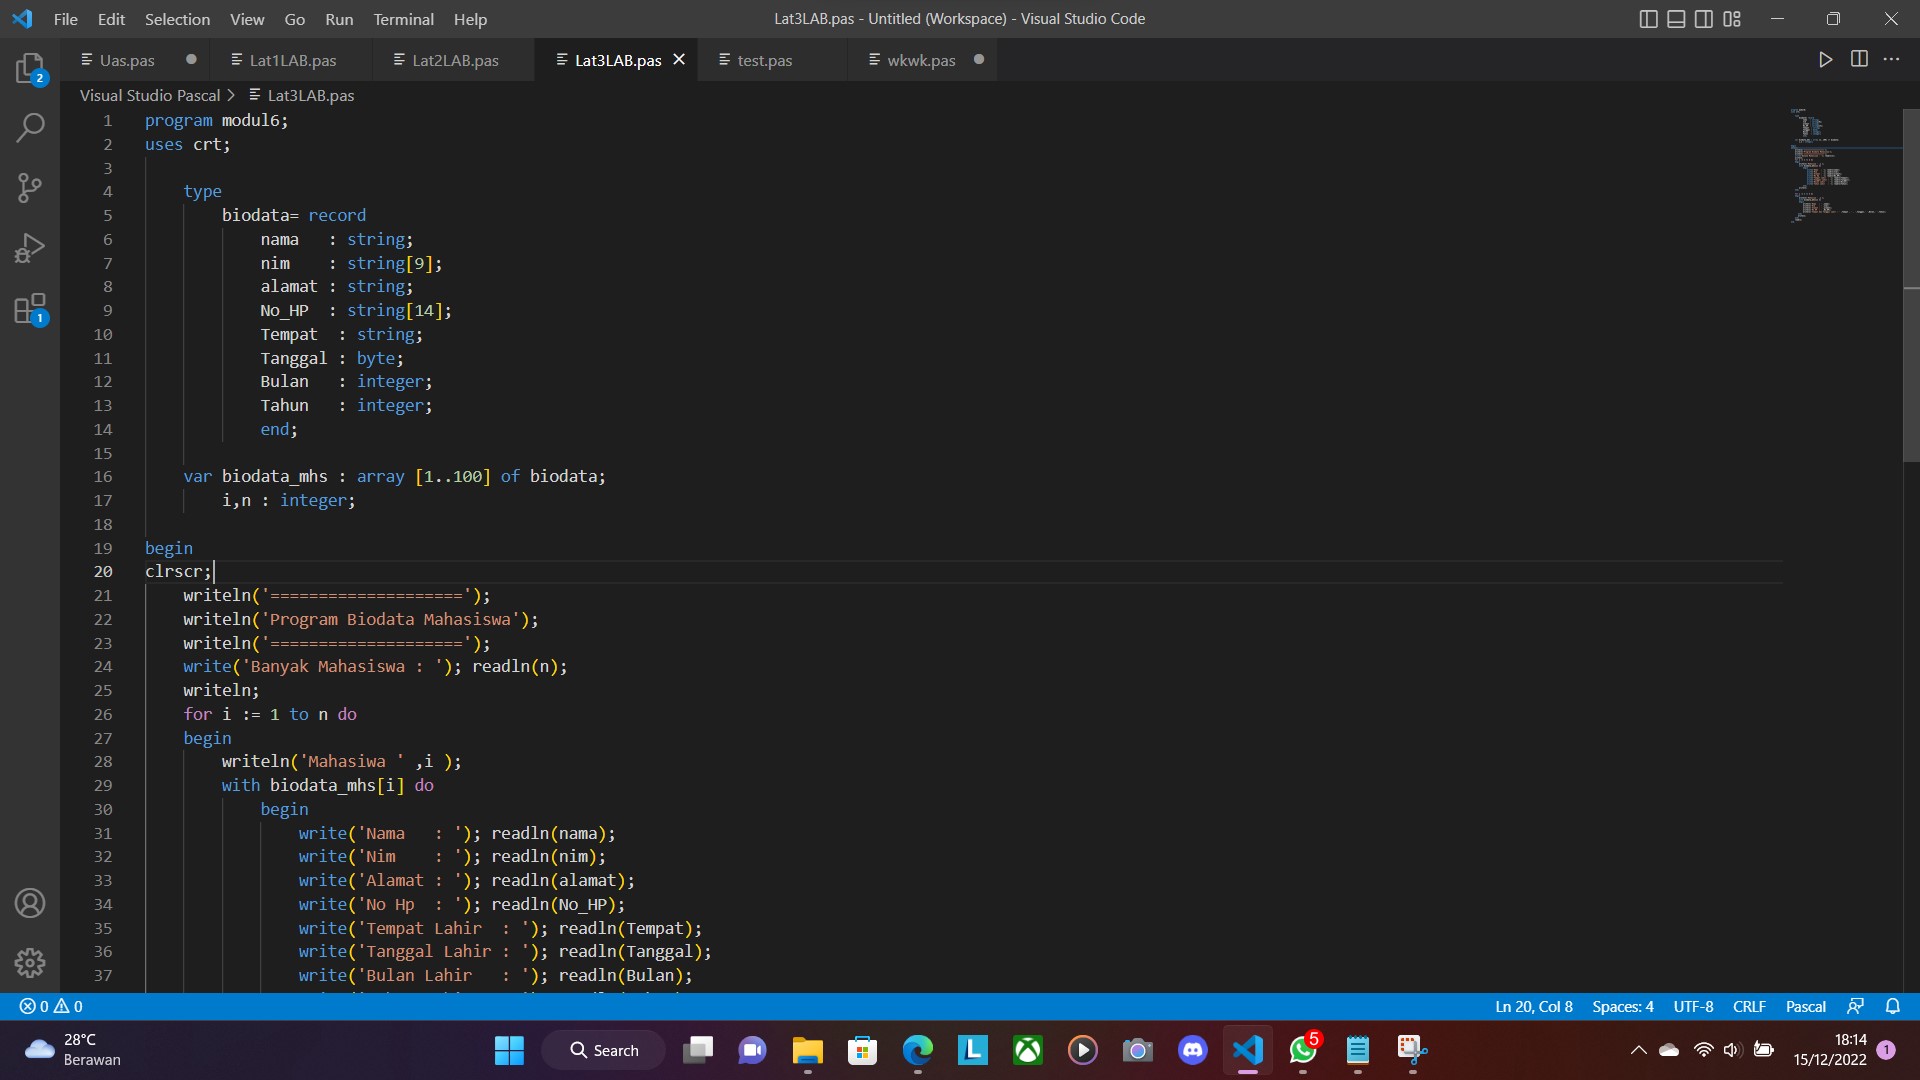 File Edit Selection View Go Run Terminal Help
Lat3LAB.pas - Untitled (Workspace) - Visual Studio Code
Uas.pas
Lat1LAB.pas
Lat2LAB.pas
Lat3LAB.pas
test.pas
wkwk.pas
Visual Studio Pascal > Lat3LAB.pas
2
1
1 program modul6;
2 uses crt;
3
4     type
5         biodata= record
6             nama   : string;
7             nim    : string[9];
8             alamat : string;
9             No_HP  : string[14];
10             Tempat  : string;
11             Tanggal : byte;
12             Bulan   : integer;
13             Tahun   : integer;
14             end;
15
16     var biodata_mhs : array [1..100] of biodata;
17         i,n : integer;
18
19 begin
20 clrscr;
21     writeln('====================');
22     writeln('Program Biodata Mahasiswa');
23     writeln('====================');
24     write('Banyak Mahasiswa : '); readln(n);
25     writeln;
26     for i := 1 to n do
27     begin
28         writeln('Mahasiwa ' ,i );
29         with biodata_mhs[i] do
30             begin
31                 write('Nama   : '); readln(nama);
32                 write('Nim    : '); readln(nim);
33                 write('Alamat : '); readln(alamat);
34                 write('No Hp  : '); readln(No_HP);
35                 write('Tempat Lahir  : '); readln(Tempat);
36                 write('Tanggal Lahir : '); readln(Tanggal);
37                 write('Bulan Lahir   : '); readln(Bulan);
0 0
Ln 20, Col 8 Spaces: 4 UTF-8 CRLF Pascal
28°C
Berawan
Search
L
5
18:14
15/12/2022
1